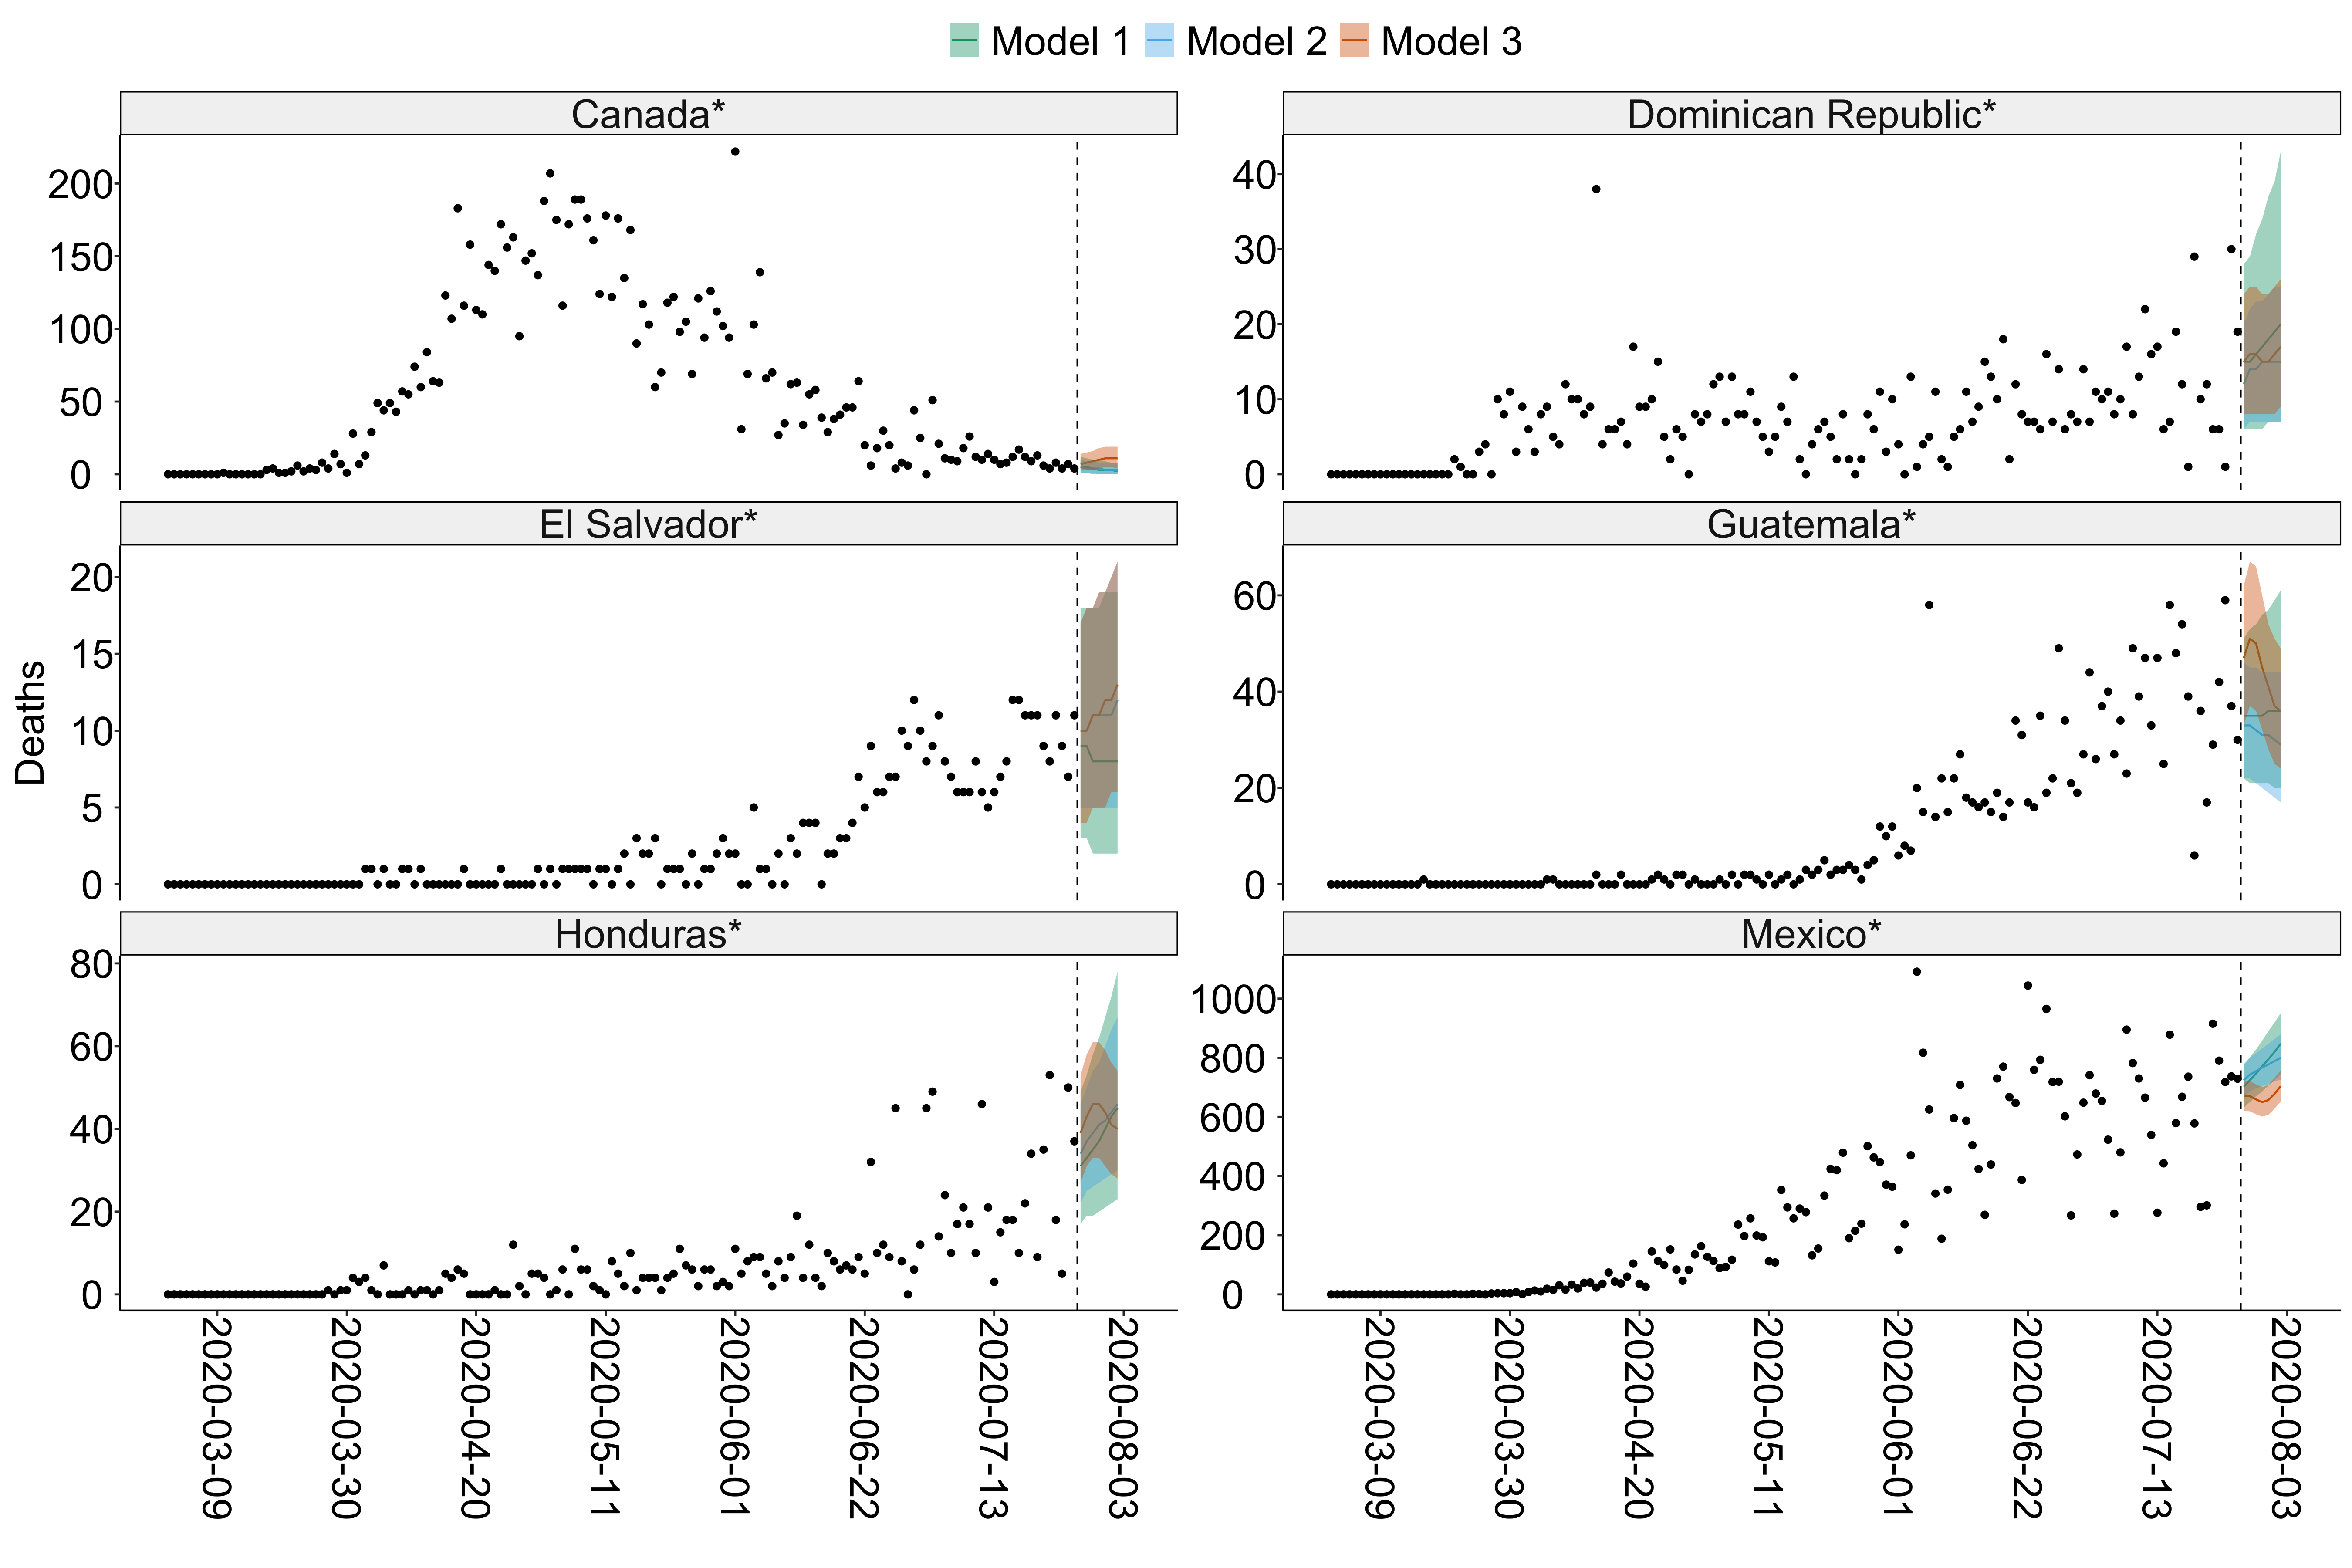 Model 1 Model 2 Model 3
Canada* Dominican Republic*
200 150 100 50 0
40 30 20 10 0
El Salvador* Guatemala*
20 15 10 5 0
60 40 20 0
Deaths
Honduras* Mexico*
80 60 40 20 0
1000 800 600 400 200 0
2020-03-09 2020-03-30 2020-04-20 2020-05-11 2020-06-01 2020-06-22 2020-07-13 2020-08-03
2020-03-09 2020-03-30 2020-04-20 2020-05-11 2020-06-01 2020-06-22 2020-07-13 2020-08-03